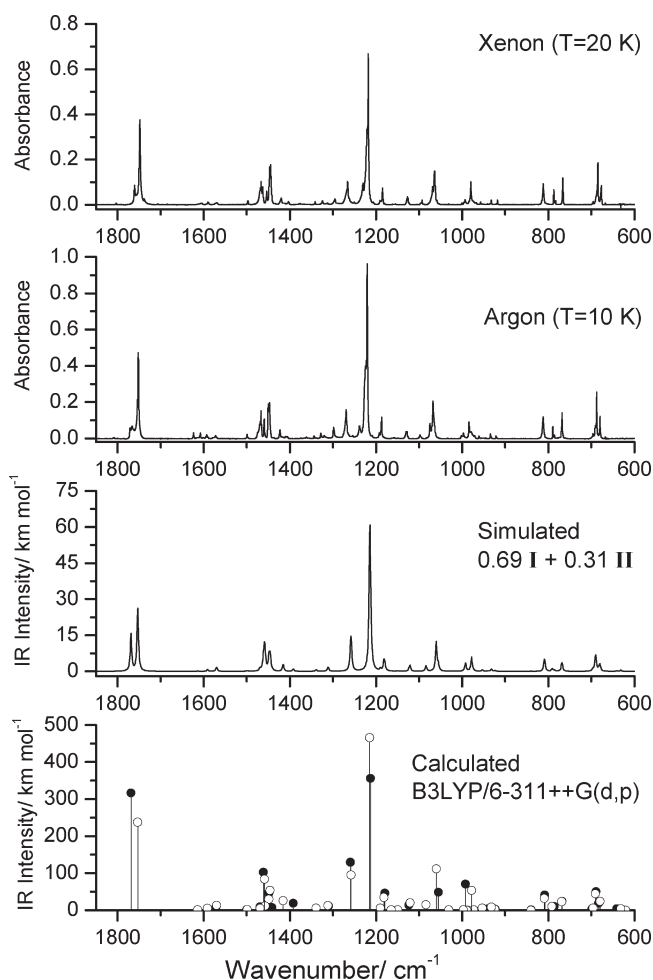 0.8
Xenon (T=20 K)
0.6
0.4
0.2
0.0
Absorbance
1800 1600 1400 1200 1000 800 600
1.0
0.8
Argon (T=10 K)
0.6
0.4
0.2
0.0
Absorbance
1800 1600 1400 1200 1000 800 600
75
60
Simulated
0.69 I + 0.31 II
45
30
15
0
IR Intensity/ km mol-1
1800 1600 1400 1200 1000 800 600
500
400
Calculated
B3LYP/6-311++G(d,p)
300
200
100
0
IR Intensity/ km mol-1
1800 1600 1400 1200 1000 800 600
Wavenumber/ cm-1